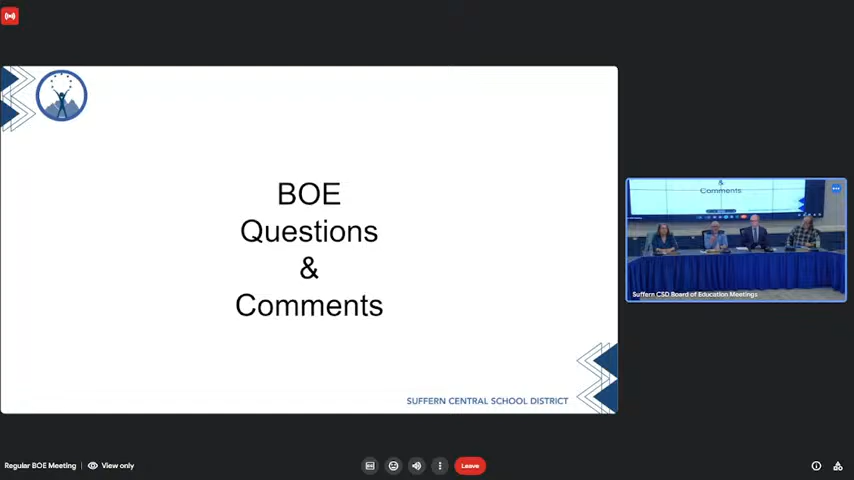 BOE
Questions
&
Comments
SUFFERN CENTRAL SCHOOL DISTRICT
&
Comments
Suffern CSD Board of Education Meetings
Regular BOE Meeting
View only
Leave